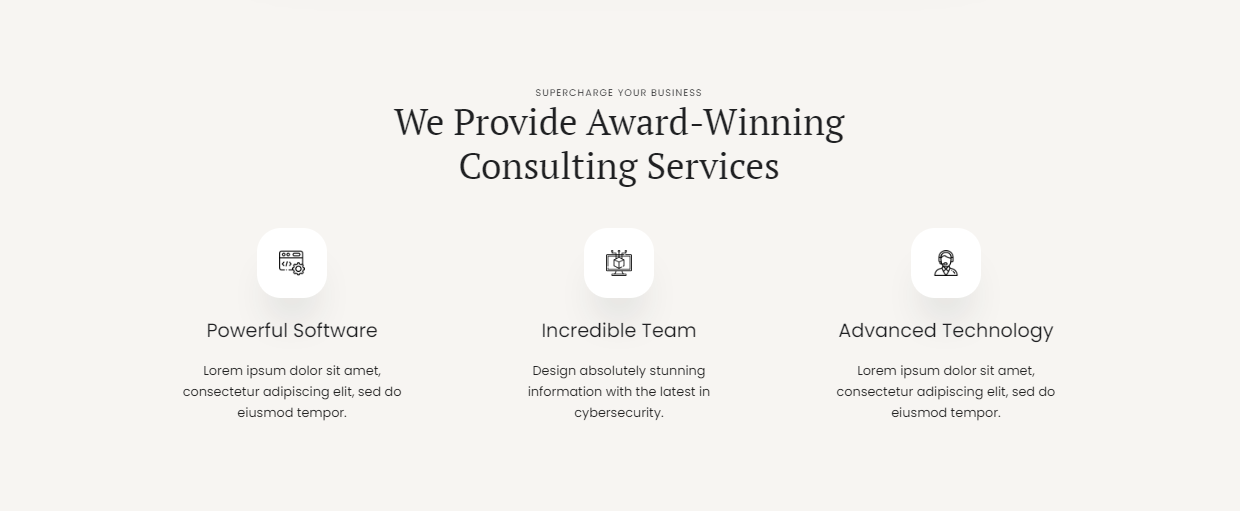 SUPERCHARGE YOUR BUSINESS
We Provide Award-Winning
Consulting Services
Powerful Software
Incredible Team
Advanced Technology
Lorem ipsum dolor sit amet,
consectetur adipiscing elit, sed do
eiusmod tempor.
Design absolutely stunning
information with the latest in
cybersecurity.
Lorem ipsum dolor sit amet,
consectetur adipiscing elit, sed do
eiusmod tempor.